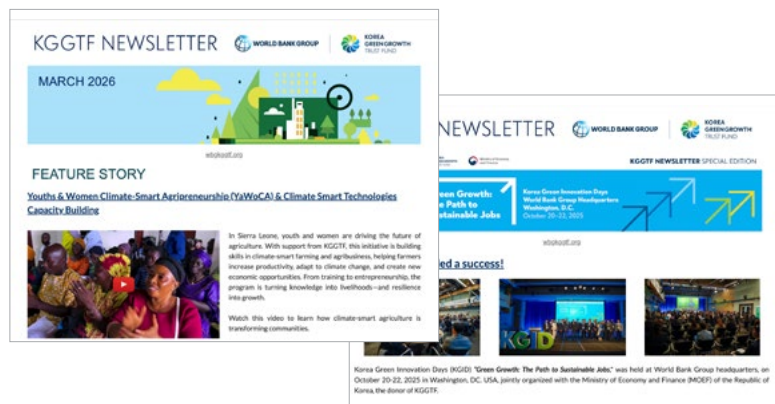 KGGTF NEWSLETTER
WORLD BANK GROUP
KOREA
GREENGROWTH
TRUST FUND
MARCH 2026
wbgkggtf.org
FEATURE STORY
Youths & Women Climate-Smart Agripreneurship (YaWoCA) & Climate Smart Technologies
Capacity Building
In Sierra Leone, youth and women are driving the future of
agriculture. With support from KGGTF, this initiative is building
skills in climate-smart farming and agribusiness, helping farmers
increase productivity, adapt to climate change, and create new
economic opportunities. From training to entrepreneurship, the
program is turning knowledge into livelihoods—and resilience
into growth.
Watch this video to learn how climate-smart agriculture is
transforming communities.
NEWSLETTER
WORLD BANK GROUP
KOREA
GREENGROWTH
TRUST FUND
KGGTF NEWSLETTER SPECIAL EDITION
een Growth:
e Path to
stainable Jobs
Korea Green Innovation Days
World Bank Group Headquarters
Washington, D.C.
October 20-22, 2025
wbgkggtf.org
ed a success!
KGID
Korea Green Innovation Days (KGID) "Green Growth: The Path to Sustainable Jobs," was held at World Bank Group headquarters, on
October 20-22, 2025 in Washington, DC. USA, jointly organized with the Ministry of Economy and Finance (MOEF) of the Republic of
Korea, the donor of KGGTF.